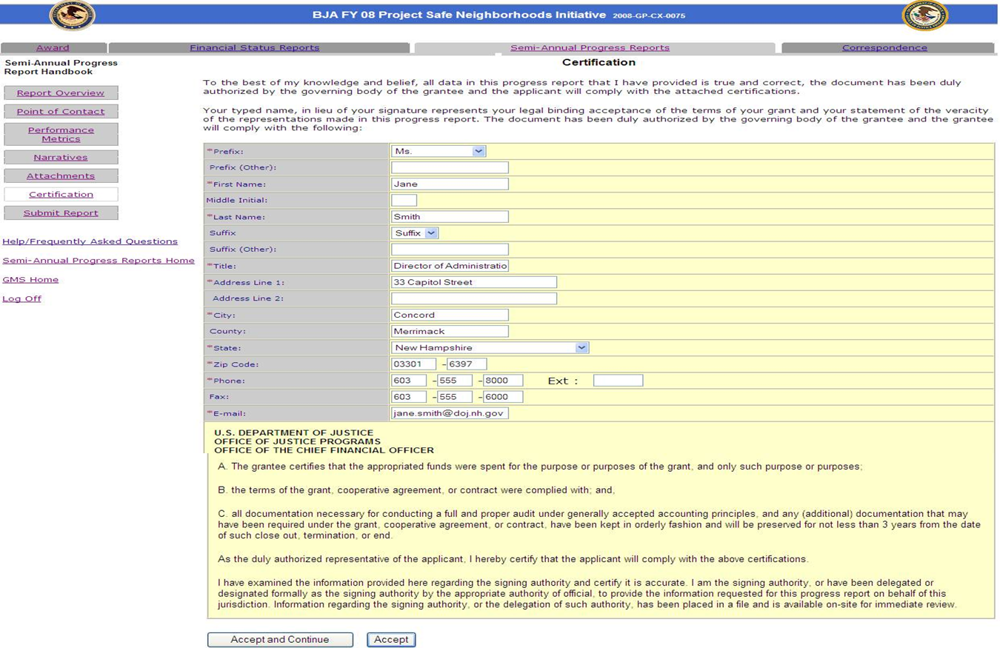 BJA FY 08 Project Safe Neighborhoods Initiative 2008-GP-CX-0075
Award
Financial Status Reports
Semi-Annual Progress Reports
Correspondence
Semi-Annual Progress
Report Handbook
Report Overview
Point of Contact
Performance
Metrics
Narratives
Attachments
Certification
Submit Report
Help/Frequently Asked Questions
Semi-Annual Progress Reports Home
GMS Home
Log Off
Certification
To the best of my knowledge and belief, all data in this progress report that I have provided is true and correct, the document has been duly
authorized by the governing body of the grantee and the applicant will comply with the attached certifications.
Your typed name, in lieu of your signature represents your legal binding acceptance of the terms of your grant and your statement of the veracity
of the representations made in this progress report. The document has been duly authorized by the governing body of the grantee and the grantee
will comply with the following:
*Prefix: Ms.
Prefix (Other):
*First Name: Jane
Middle Initial:
*Last Name: Smith
Suffix Suffix
Suffix (Other):
*Title: Director of Administratio
*Address Line 1: 33 Capitol Street
Address Line 2:
*City: Concord
County: Merrimack
*State: New Hampshire
*Zip Code: 03301 -6397
*Phone: 603 -555 -8000 Ext :
Fax: 603 -555 -6000
*E-mail: jane.smith@doj.nh.gov
U.S. DEPARTMENT OF JUSTICE
OFFICE OF JUSTICE PROGRAMS
OFFICE OF THE CHIEF FINANCIAL OFFICER
A. The grantee certifies that the appropriated funds were spent for the purpose or purposes of the grant, and only such purpose or purposes;
B. the terms of the grant, cooperative agreement, or contract were complied with; and,
C. all documentation necessary for conducting a full and proper audit under generally accepted accounting principles, and any (additional) documentation that may
have been required under the grant, cooperative agreement, or contract, have been kept in orderly fashion and will be preserved for not less than 3 years from the date
of such close out, termination, or end.
As the duly authorized representative of the applicant, I hereby certify that the applicant will comply with the above certifications.
I have examined the information provided here regarding the signing authority and certify it is accurate. I am the signing authority, or have been delegated or
designated formally as the signing authority by the appropriate authority of official, to provide the information requested for this progress report on behalf of this
jurisdiction. Information regarding the signing authority, or the delegation of such authority, has been placed in a file and is available on-site for immediate review.
Accept and Continue
Accept